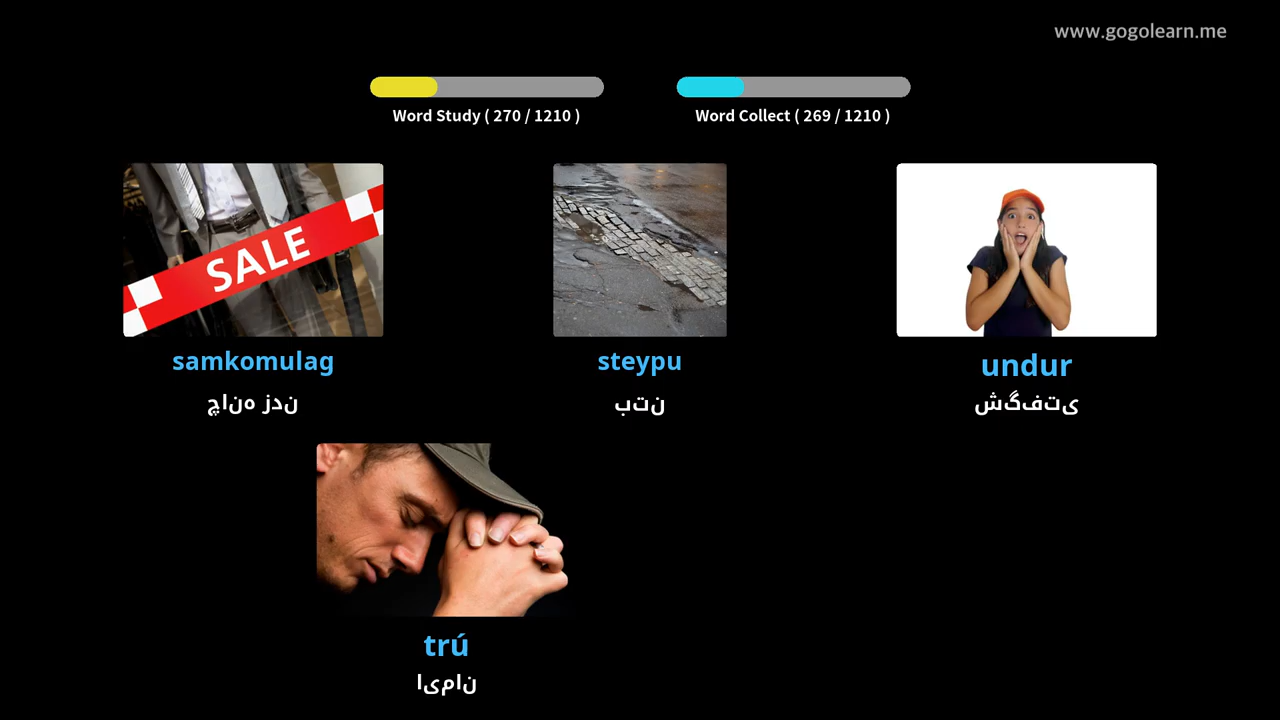 www.gogolearn.me
Word Study ( 270 / 1210 )
Word Collect ( 269 / 1210 )
SALE
samkomulag
چانه زدن
steypu
بتن
undur
شگفتی
trú
ایمان